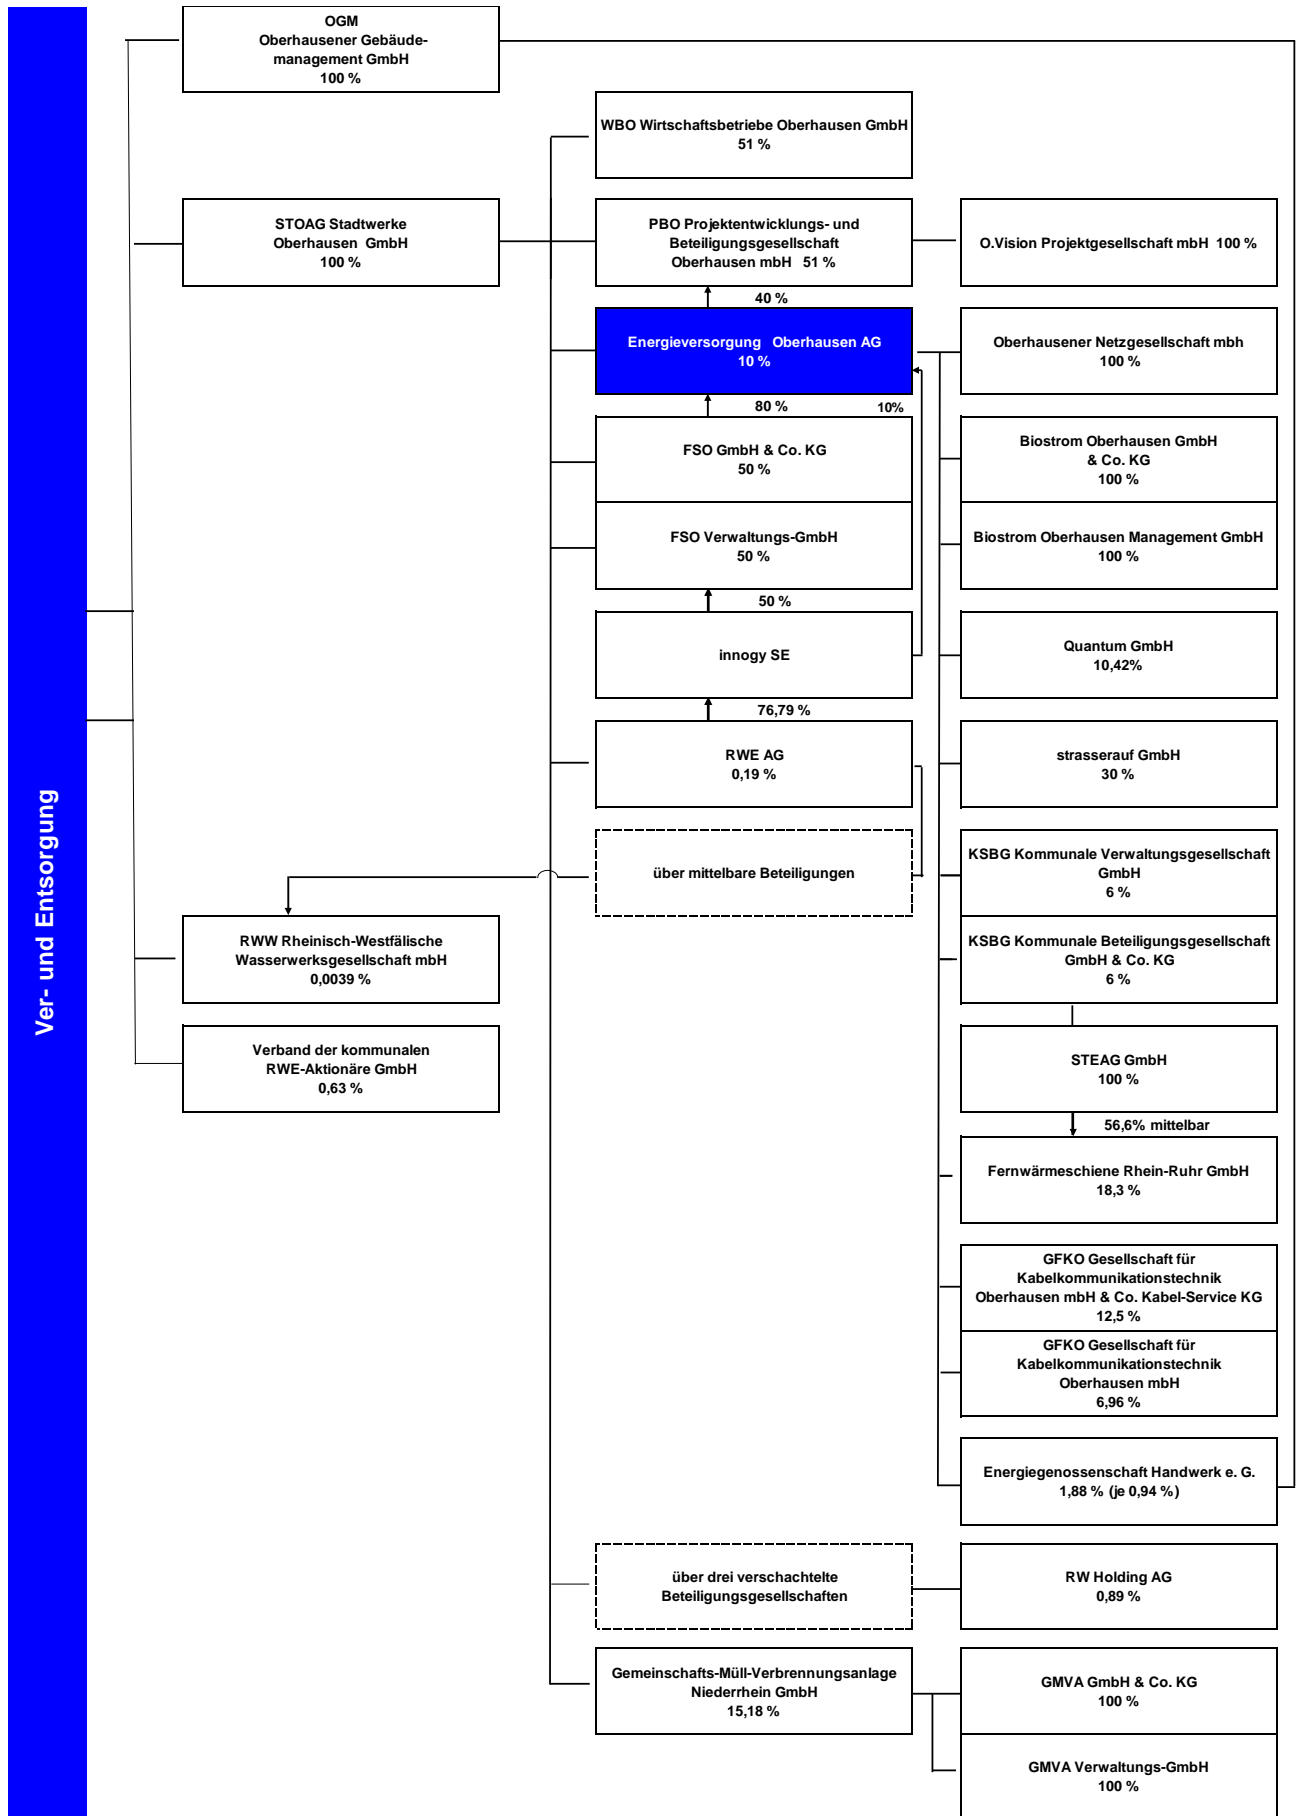 Ver- und Entsorgung
OGM
Oberhausener Gebäude-
management GmbH
100 %
WBO Wirtschaftsbetriebe Oberhausen GmbH
51 %
STOAG Stadtwerke
Oberhausen GmbH
100 %
PBO Projektentwicklungs- und
Beteiligungsgesellschaft
Oberhausen mbH 51 %
O.Vision Projektgesellschaft mbH 100 %
40 %
Energieversorgung Oberhausen AG
10 %
Oberhausener Netzgesellschaft mbh
100 %
80 %
10%
FSO GmbH & Co. KG
50 %
Biostrom Oberhausen GmbH
& Co. KG
100 %
FSO Verwaltungs-GmbH
50 %
Biostrom Oberhausen Management GmbH
100 %
50 %
innogy SE
Quantum GmbH
10,42%
76,79 %
RWE AG
0,19 %
strasserauf GmbH
30 %
über mittelbare Beteiligungen
KSBG Kommunale Verwaltungsgesellschaft
GmbH
6 %
RWW Rheinisch-Westfälische
Wasserwerksgesellschaft mbH
0,0039 %
KSBG Kommunale Beteiligungsgesellschaft
GmbH & Co. KG
6 %
Verband der kommunalen
RWE-Aktionäre GmbH
0,63 %
STEAG GmbH
100 %
56,6% mittelbar
Fernwärmeschiene Rhein-Ruhr GmbH
18,3 %
GFKO Gesellschaft für
Kabelkommunikationstechnik
Oberhausen mbH & Co. Kabel-Service KG
12,5 %
GFKO Gesellschaft für
Kabelkommunikationstechnik
Oberhausen mbH
6,96 %
Energiegenossenschaft Handwerk e. G.
1,88 % (je 0,94 %)
über drei verschachtelte
Beteiligungsgesellschaften
RW Holding AG
0,89 %
Gemeinschafts-Müll-Verbrennungsanlage
Niederrhein GmbH
15,18 %
GMVA GmbH & Co. KG
100 %
GMVA Verwaltungs-GmbH
100 %